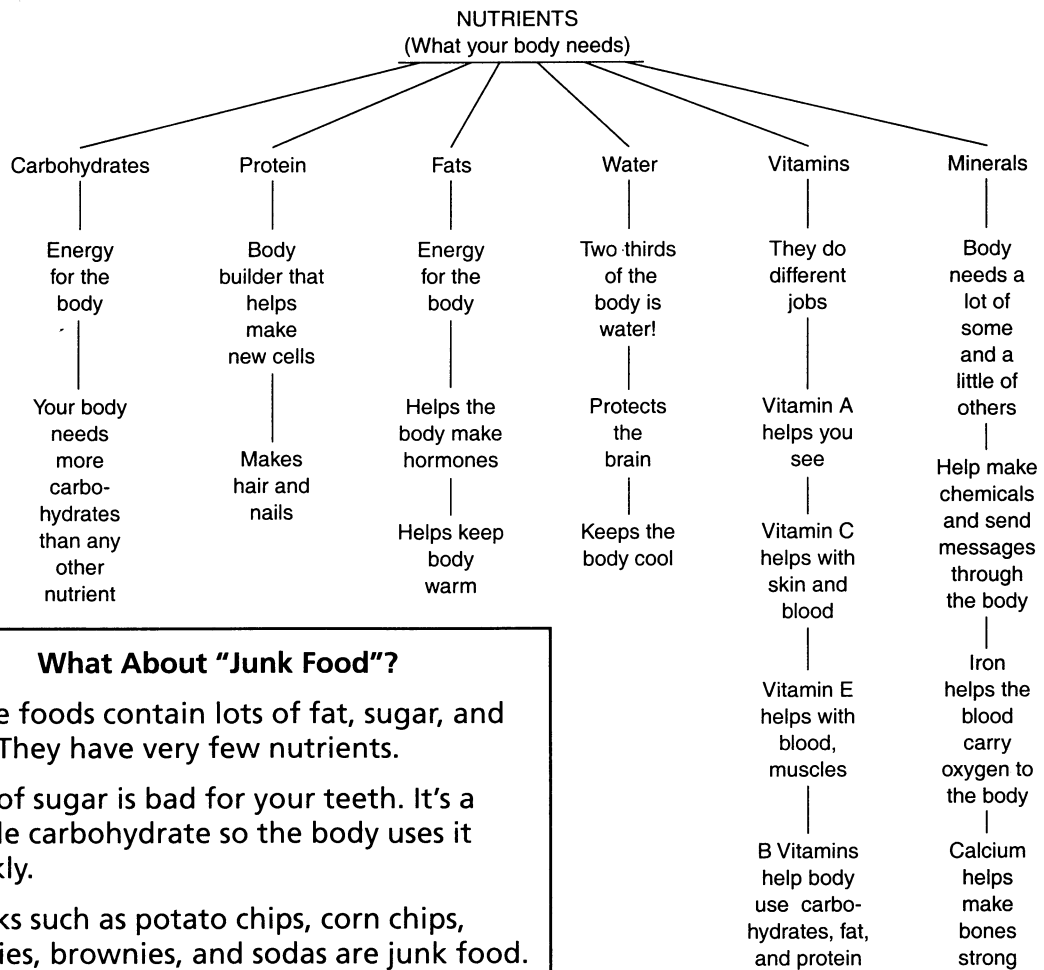 NUTRIENTS
(What your body needs)
Carbohydrates
Energy
for the
body
Your body
needs
more
carbo-
hydrates
than any
other
nutrient
Protein
Body
builder that
helps
make
new cells
Makes
hair and
nails
Fats
Energy
for the
body
Helps the
body make
hormones
Helps keep
body
warm
Water
Two thirds
of the
body is
water!
Protects
the
brain
Keeps the
body cool
Vitamins
They do
different
jobs
Vitamin A
helps you
see
Vitamin C
helps with
skin and
blood
Vitamin E
helps with
blood,
muscles
B Vitamins
help body
use carbo-
hydrates, fat,
and protein
Minerals
Body
needs a
lot of
some
and a
little of
others
Help make
chemicals
and send
messages
through
the body
Iron
helps the
blood
carry
oxygen to
the body
Calcium
helps
make
bones
strong
What About "Junk Food"?
foods contain lots of fat, sugar, and
They have very few nutrients.
of sugar is bad for your teeth. It's a
carbohydrate so the body uses it
such as potato chips, corn chips,
brownies, and sodas are junk food.